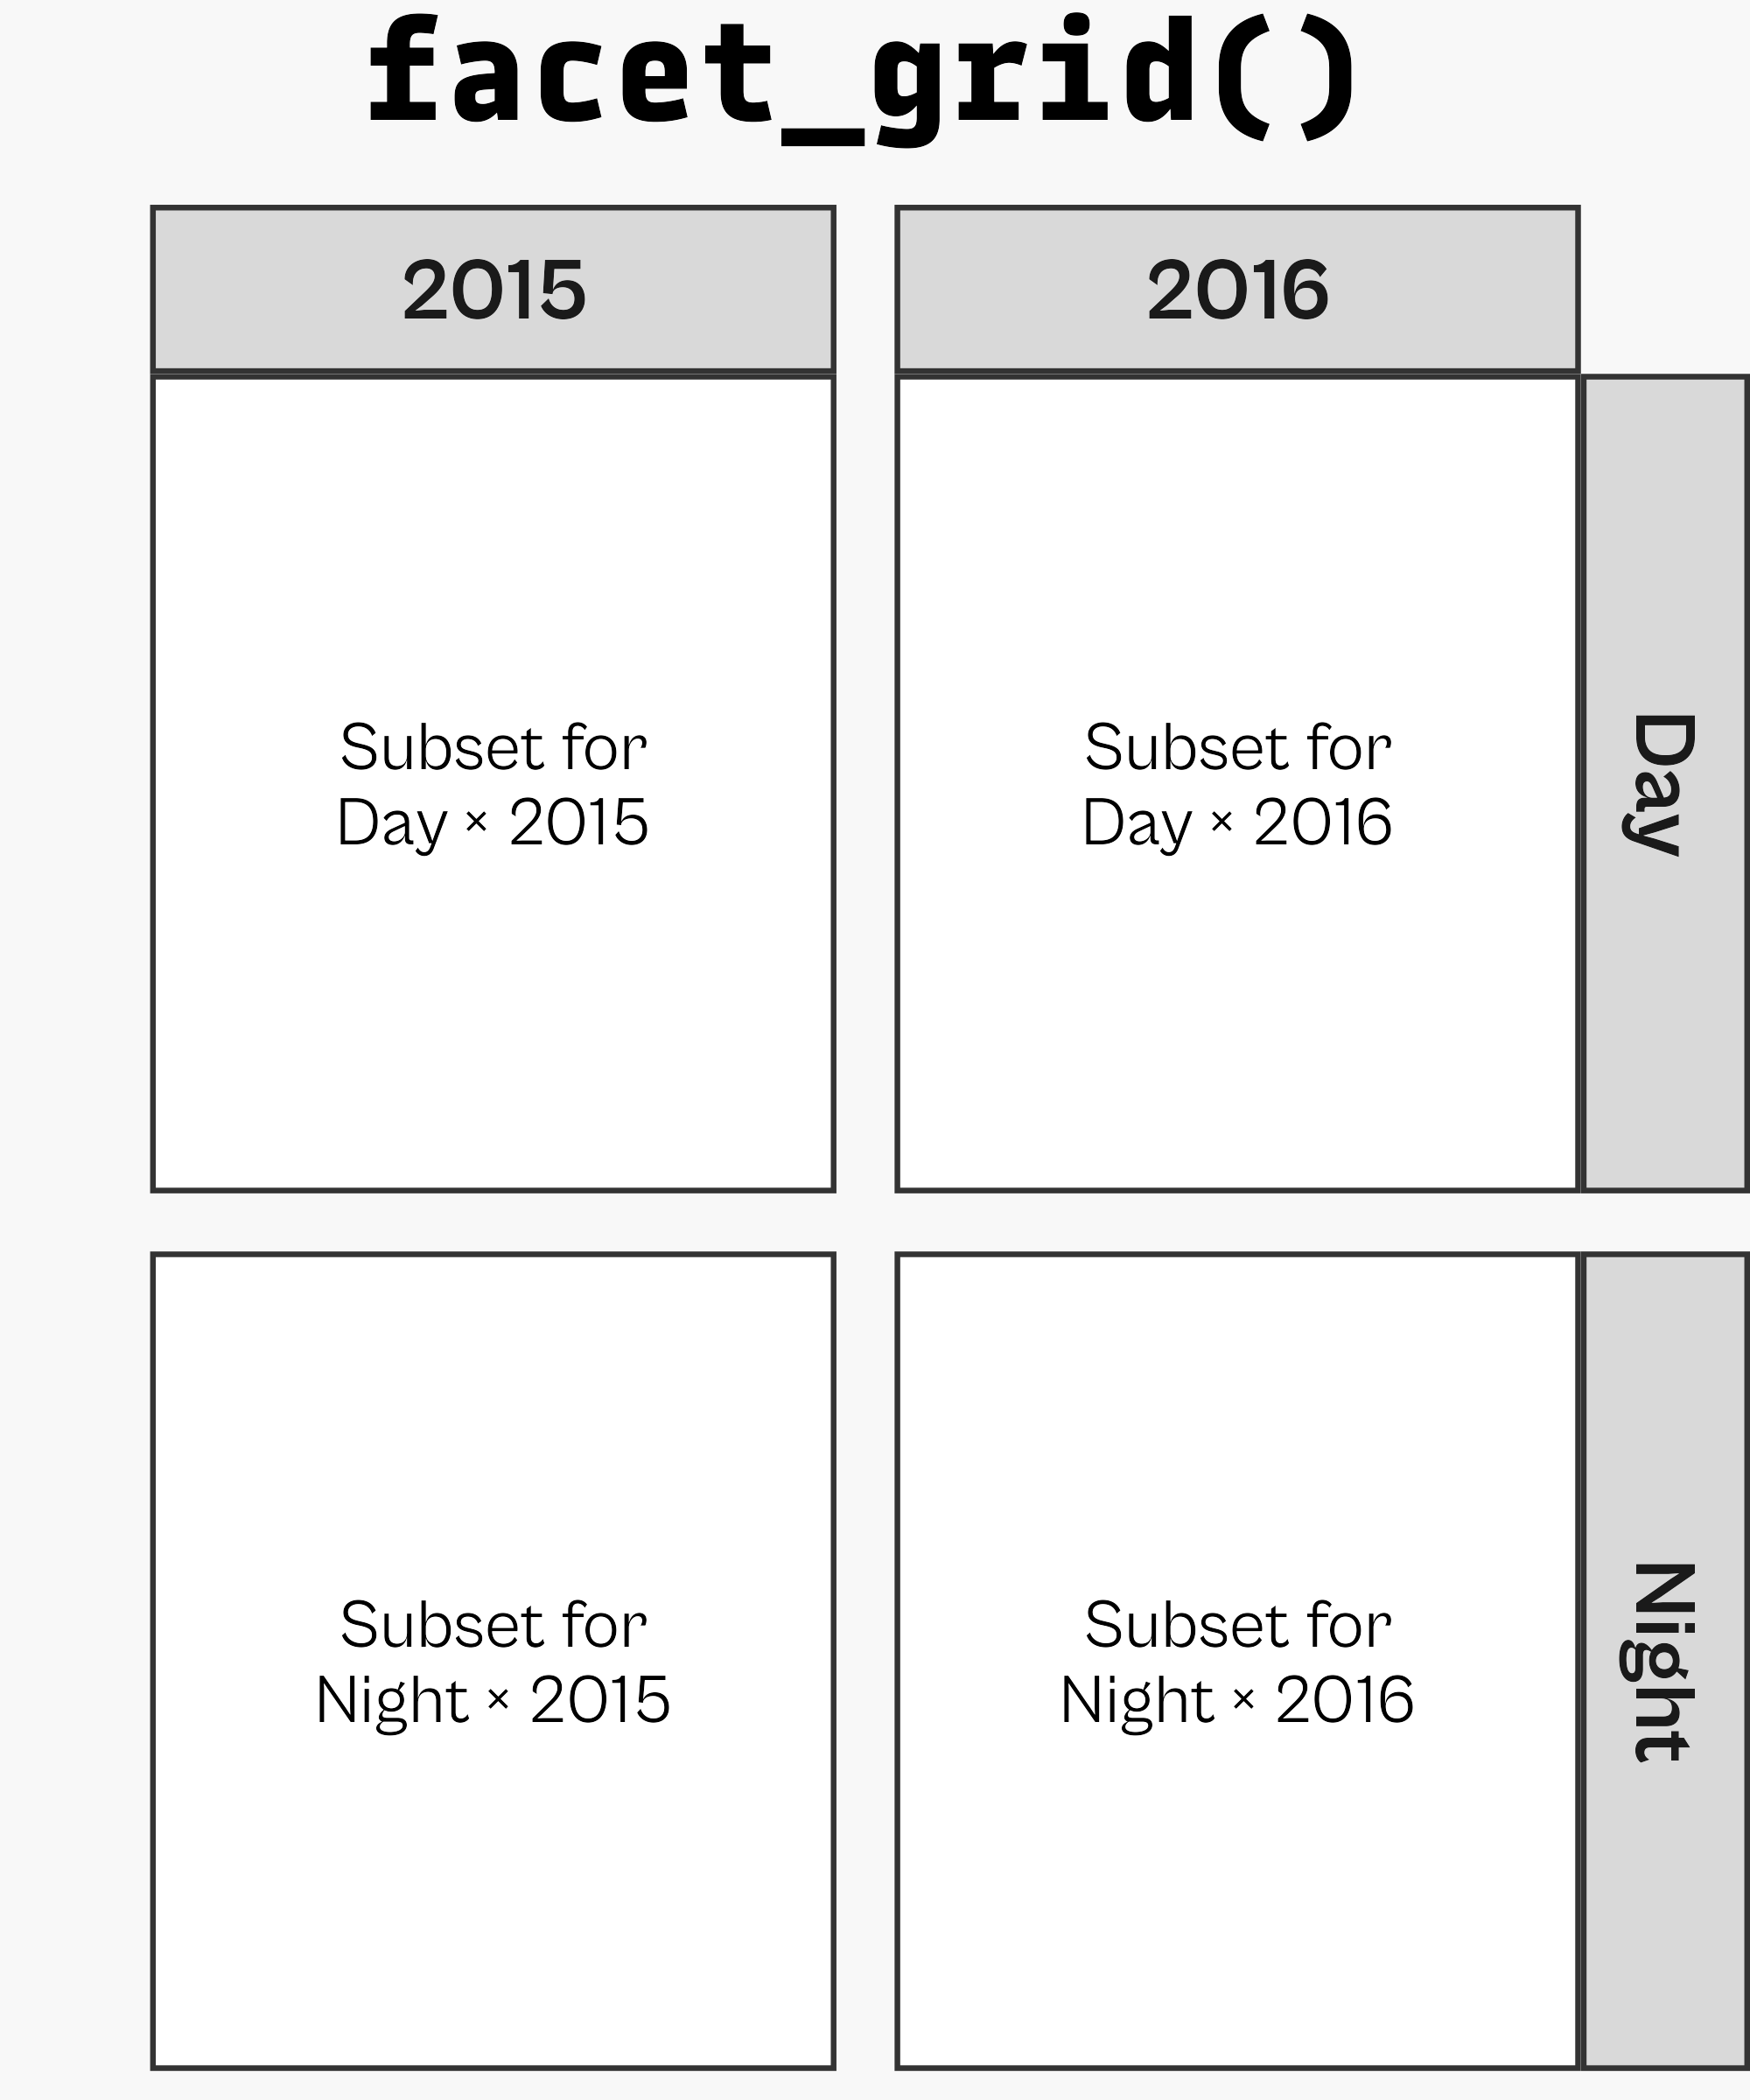 facet_grid()
2015
2016
Subset for
Day × 2015
Subset for
Day × 2016
Day
Subset for
Night × 2015
Subset for
Night × 2016
Night